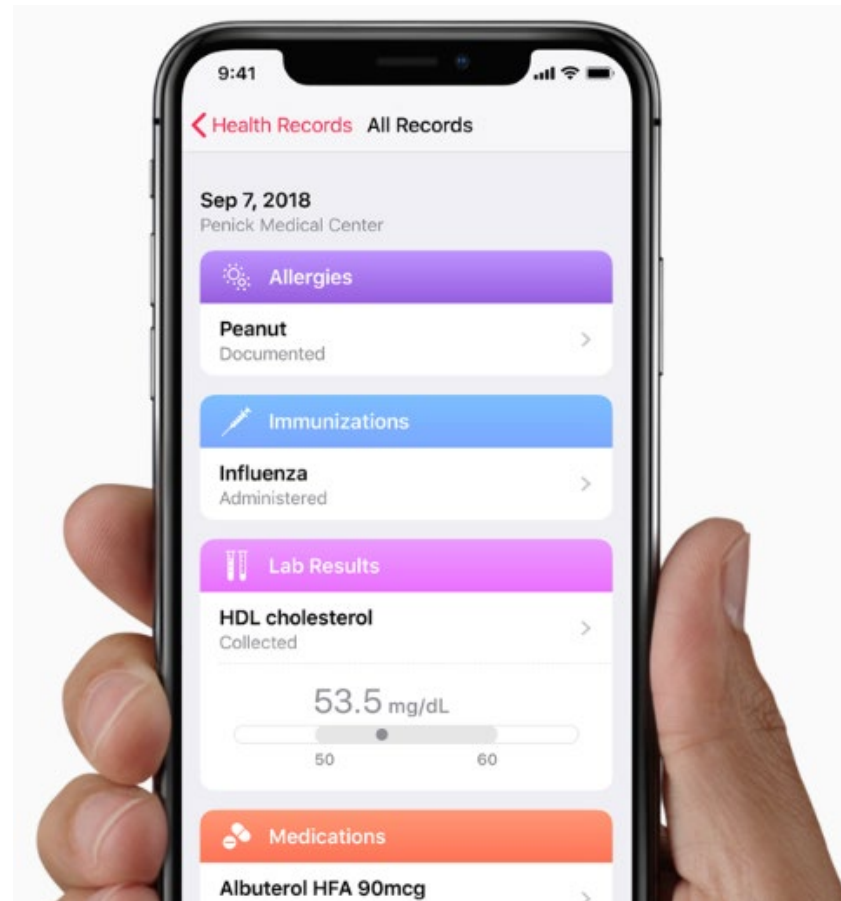 9:41
Health Records All Records
Sep 7, 2018
Penick Medical Center
Allergies
Peanut
Documented
Immunizations
Influenza
Administered
Lab Results
HDL cholesterol
Collected
53.5 mg/dL
50 60
Medications
Albuterol HFA 90mcg